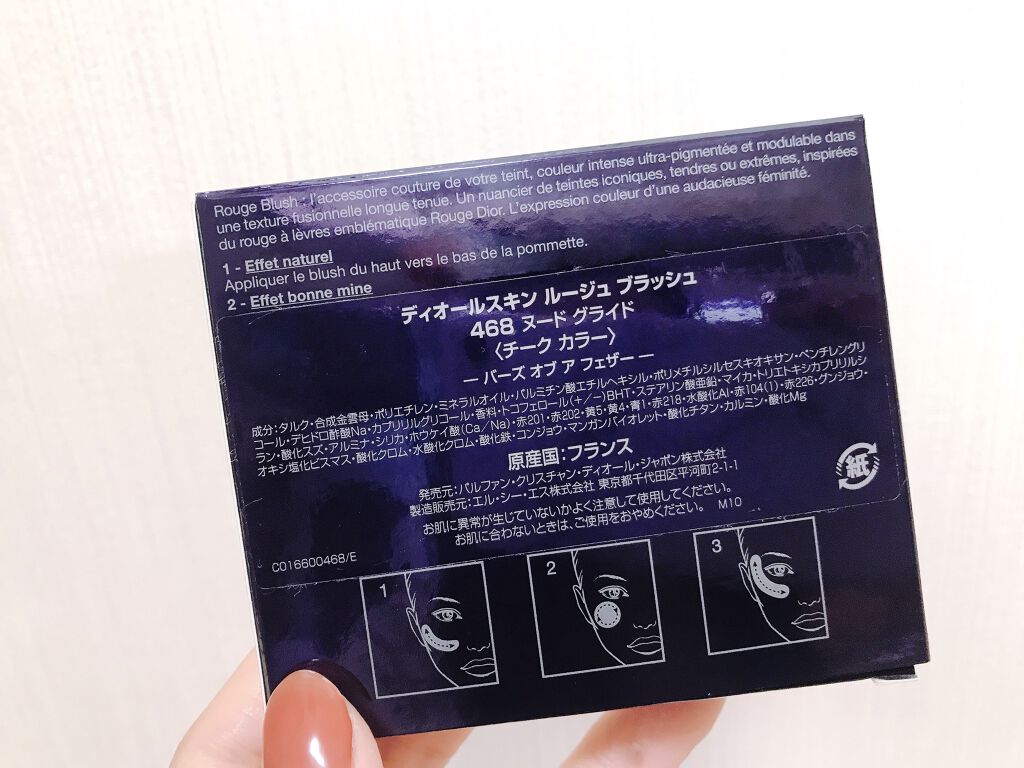 Rouge Blush : l'accessoire couture de votre teint, couleur intense ultra-pigmentée et modulable dans
une texture fusionnelle longue tenue. Un nuancier de teintes iconiques, tendres ou extrêmes, inspirées
du rouge à lèvres emblématique Rouge Dior. L'expression couleur d'une audacieuse féminité.
1 - Effet naturel
Appliquer le blush du haut vers le bas de la pommette.
2 - Effet bonne mine
ディオールスキン ルージュ ブラッシュ
468 ヌード グライド
〈チーク カラー〉
— バーズ オブ ア フェザー —
成分:タルク・合成金雲母・ポリエチレン・ミネラルオイル・パルミチン酸エチルヘキシル・ポリメチルシルセスキオキサン・ペンチレングリ
コール・デヒドロ酢酸Na・カプリリルグリコール・香料・トコフェロール(+/−)BHT・ステアリン酸亜鉛・マイカ・トリエトキシカプリリルシ
ラン・酸化スズ・アルミナ・シリカ・ホウケイ酸(Ca/Na)・赤201・赤202・黄5・黄4・青1・赤218・水酸化Al・赤104(1)・赤226・グンジョウ・
オキシ塩化ビスマス・酸化クロム・水酸化クロム・酸化鉄・コンジョウ・マンガンバイオレット・酸化チタン・カルミン・酸化Mg
原産国:フランス
発売元:パルファン・クリスチャン・ディオール・ジャポン株式会社
製造販売元:エル・シー・エス株式会社 東京都千代田区平河町2-1-1
お肌に異常が生じていないかよく注意して使用してください。
お肌に合わないときは、ご使用をおやめください。 M10
紙
C016600468/E
1
2
3